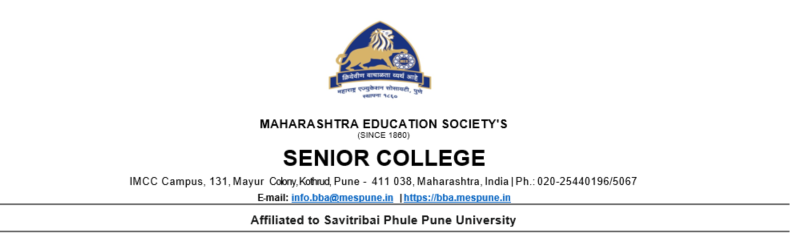 क्रियेवीण वाचाळता व्यर्थ आहे
महाराष्ट्र एज्युकेशन सोसायटी, पुणे
स्थापना १८६०
MAHARASHTRA EDUCATION SOCIETY'S
(SINCE 1860)
SENIOR COLLEGE
IMCC Campus, 131, Mayur Colony, Kothrud, Pune - 411 038, Maharashtra, India | Ph.: 020-25440196/5067
E-mail: info.bba@mespune.in | https://bba.mespune.in
Affiliated to Savitribai Phule Pune University